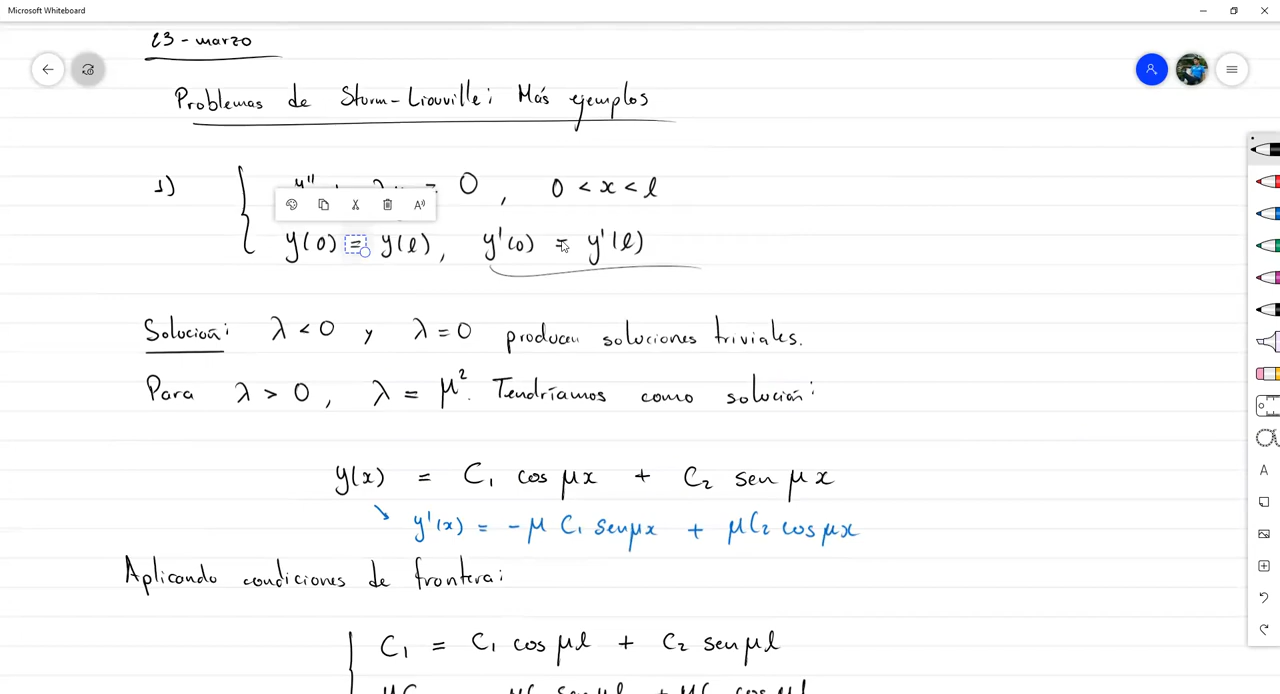 Microsoft Whiteboard
23 - marzo
Problemas de Sturm-Liouville: Más ejemplos
1) = 0 , 0 < x < l
y(0) = y(l), y'(0) = y'(l)
Solución: λ < 0 y λ = 0 producen soluciones triviales.
Para λ > 0 , λ = μ². Tendríamos como solución:
y(x) = C₁ cos μx + C₂ sen μx
y'(x) = - μ C₁ sen μx + μC₂ cos μx
Aplicando condiciones de frontera:
C₁ = C₁ cos μl + C₂ sen μl